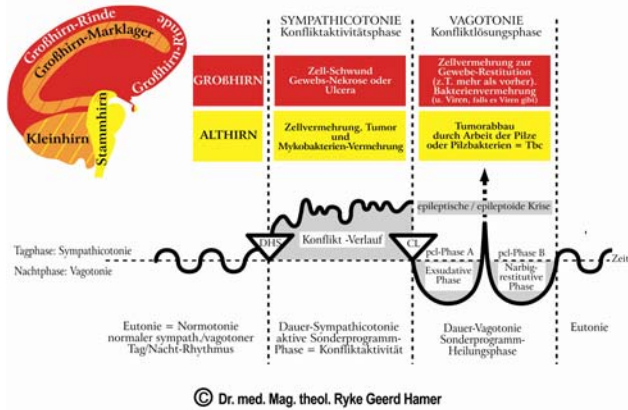 SYMPATHICOTONIE
Konfliktaktivitätsphase
VAGOTONIE
Konfliktlösungsphase
Großhirn-Rinde
Großhirn-Marklager
Großhirn-Rinde
Stammhirn
Kleinhirn
GROßHIRN
Zell-Schwund
Gewebs-Nekrose oder
Ulcera
Zellvermehrung zur
Gewebe-Restitution
(z.T. mehr als vorher).
Bakterienvermehrung
(u. Viren, falls es Viren gibt)
ALTHIRN
Zellvermehrung, Tumor
und
Mykobakterien-Vermehrung
Tumorabbau
durch Arbeit der Pilze
oder Pilzbakterien = Tbc
epileptische / epileptoide Krise
DHS
Konflikt -Verlauf
CL
Tagphase: Sympathicotonie
Nachtphase: Vagotonie
pcl-Phase A
pcl-Phase B
Zeit
Exsudative
Phase
Narbig-
restitutive
Phase
Eutonie = Normotonie
normaler sympath./vagotoner
Tag/Nacht-Rhythmus
Dauer-Sympathicotonie
aktive Sonderprogramm-
Phase = Konfliktaktivität
Dauer-Vagotonie
Sonderprogramm-
Heilungsphase
Eutonie
© Dr. med. Mag. theol. Ryke Geerd Hamer